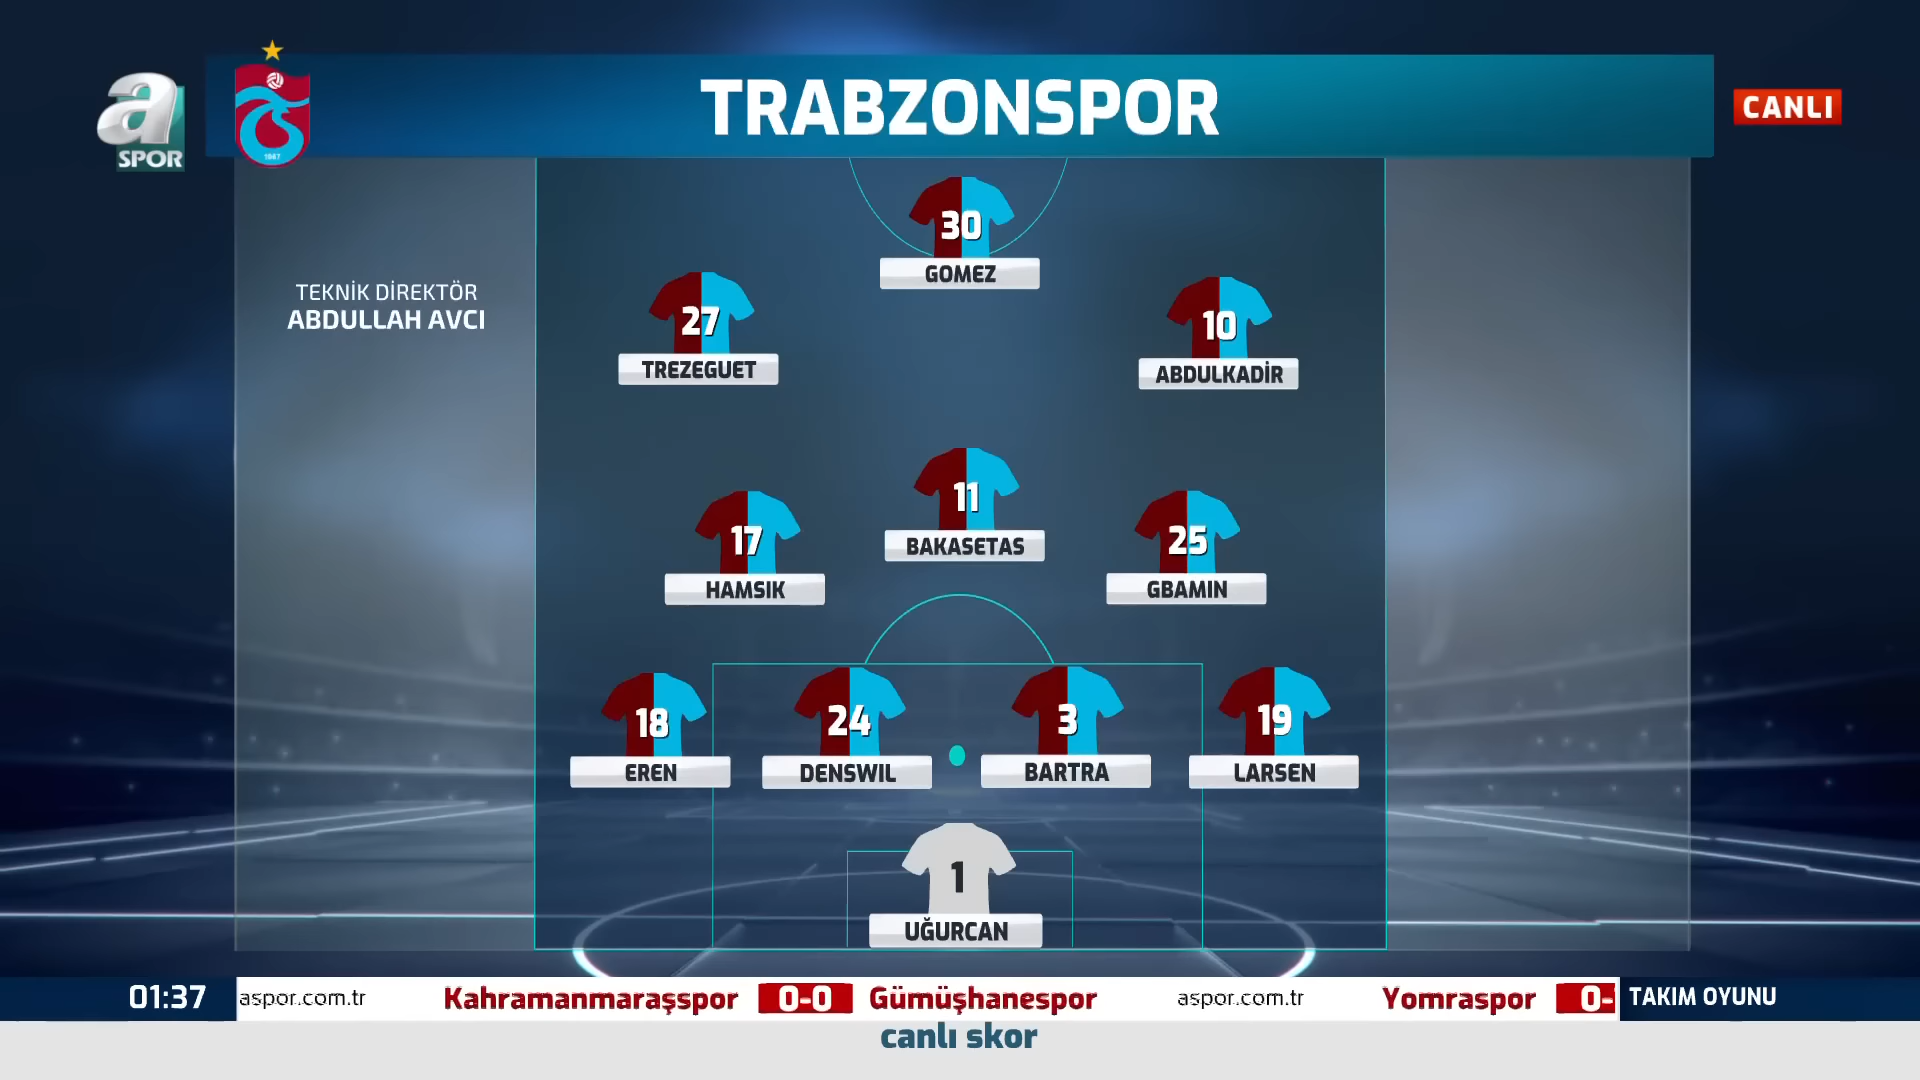 TRABZONSPOR
a
SPOR
1967
CANLI
TEKNİK DİREKTÖR
ABDULLAH AVCI
30
GOMEZ
27
TREZEGUET
10
ABDULKADİR
11
BAKASETAS
17
HAMSIK
25
GBAMIN
18
EREN
24
DENSWIL
3
BARTRA
19
LARSEN
1
UĞURCAN
01:37 aspor.com.tr Kahramanmaraşspor 0-0 Gümüşhanespor aspor.com.tr Yomraspor 0- TAKIM OYUNU
canlı skor